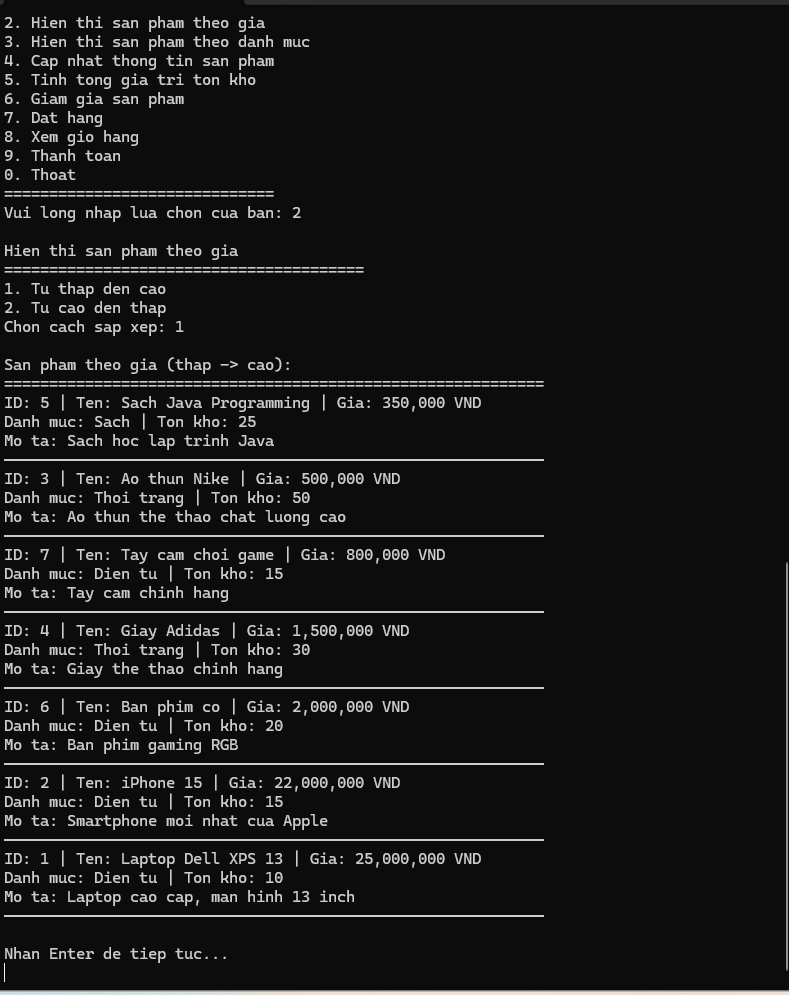 2. Hien thi san pham theo gia
3. Hien thi san pham theo danh muc
4. Cap nhat thong tin san pham
5. Tinh tong gia tri ton kho
6. Giam gia san pham
7. Dat hang
8. Xem gio hang
9. Thanh toan
0. Thoat
==============================
Vui long nhap lua chon cua ban: 2
Hien thi san pham theo gia
========================================
1. Tu thap den cao
2. Tu cao den thap
Chon cach sap xep: 1
San pham theo gia (thap -> cao):
============================================================
ID: 5 | Ten: Sach Java Programming | Gia: 350,000 VND
Danh muc: Sach | Ton kho: 25
Mo ta: Sach hoc lap trinh Java
------------------------------------------------------------
ID: 3 | Ten: Ao thun Nike | Gia: 500,000 VND
Danh muc: Thoi trang | Ton kho: 50
Mo ta: Ao thun the thao chat luong cao
------------------------------------------------------------
ID: 7 | Ten: Tay cam choi game | Gia: 800,000 VND
Danh muc: Dien tu | Ton kho: 15
Mo ta: Tay cam chinh hang
------------------------------------------------------------
ID: 4 | Ten: Giay Adidas | Gia: 1,500,000 VND
Danh muc: Thoi trang | Ton kho: 30
Mo ta: Giay the thao chinh hang
------------------------------------------------------------
ID: 6 | Ten: Ban phim co | Gia: 2,000,000 VND
Danh muc: Dien tu | Ton kho: 20
Mo ta: Ban phim gaming RGB
------------------------------------------------------------
ID: 2 | Ten: iPhone 15 | Gia: 22,000,000 VND
Danh muc: Dien tu | Ton kho: 15
Mo ta: Smartphone moi nhat cua Apple
------------------------------------------------------------
ID: 1 | Ten: Laptop Dell XPS 13 | Gia: 25,000,000 VND
Danh muc: Dien tu | Ton kho: 10
Mo ta: Laptop cao cap, man hinh 13 inch
------------------------------------------------------------
Nhan Enter de tiep tuc...